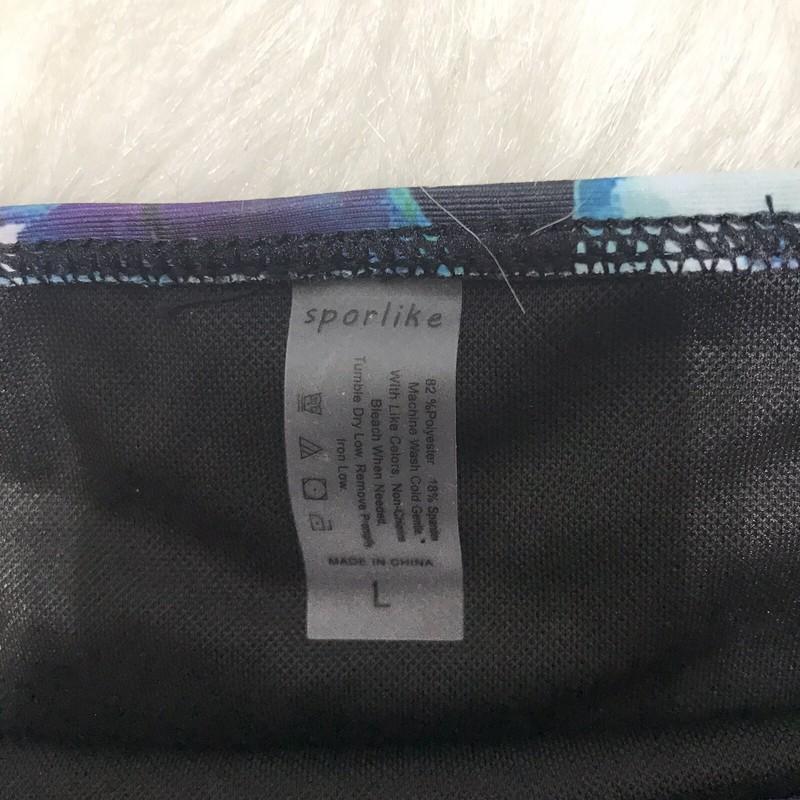 sporlike
82 %Polyester 18% Spandex
Machine Wash Cold Gentle
With Like Colors. Non-Chlorine
Bleach When Needed,
Tumble Dry Low. Remove Promptly
Iron Low.
MADE IN CHINA
L